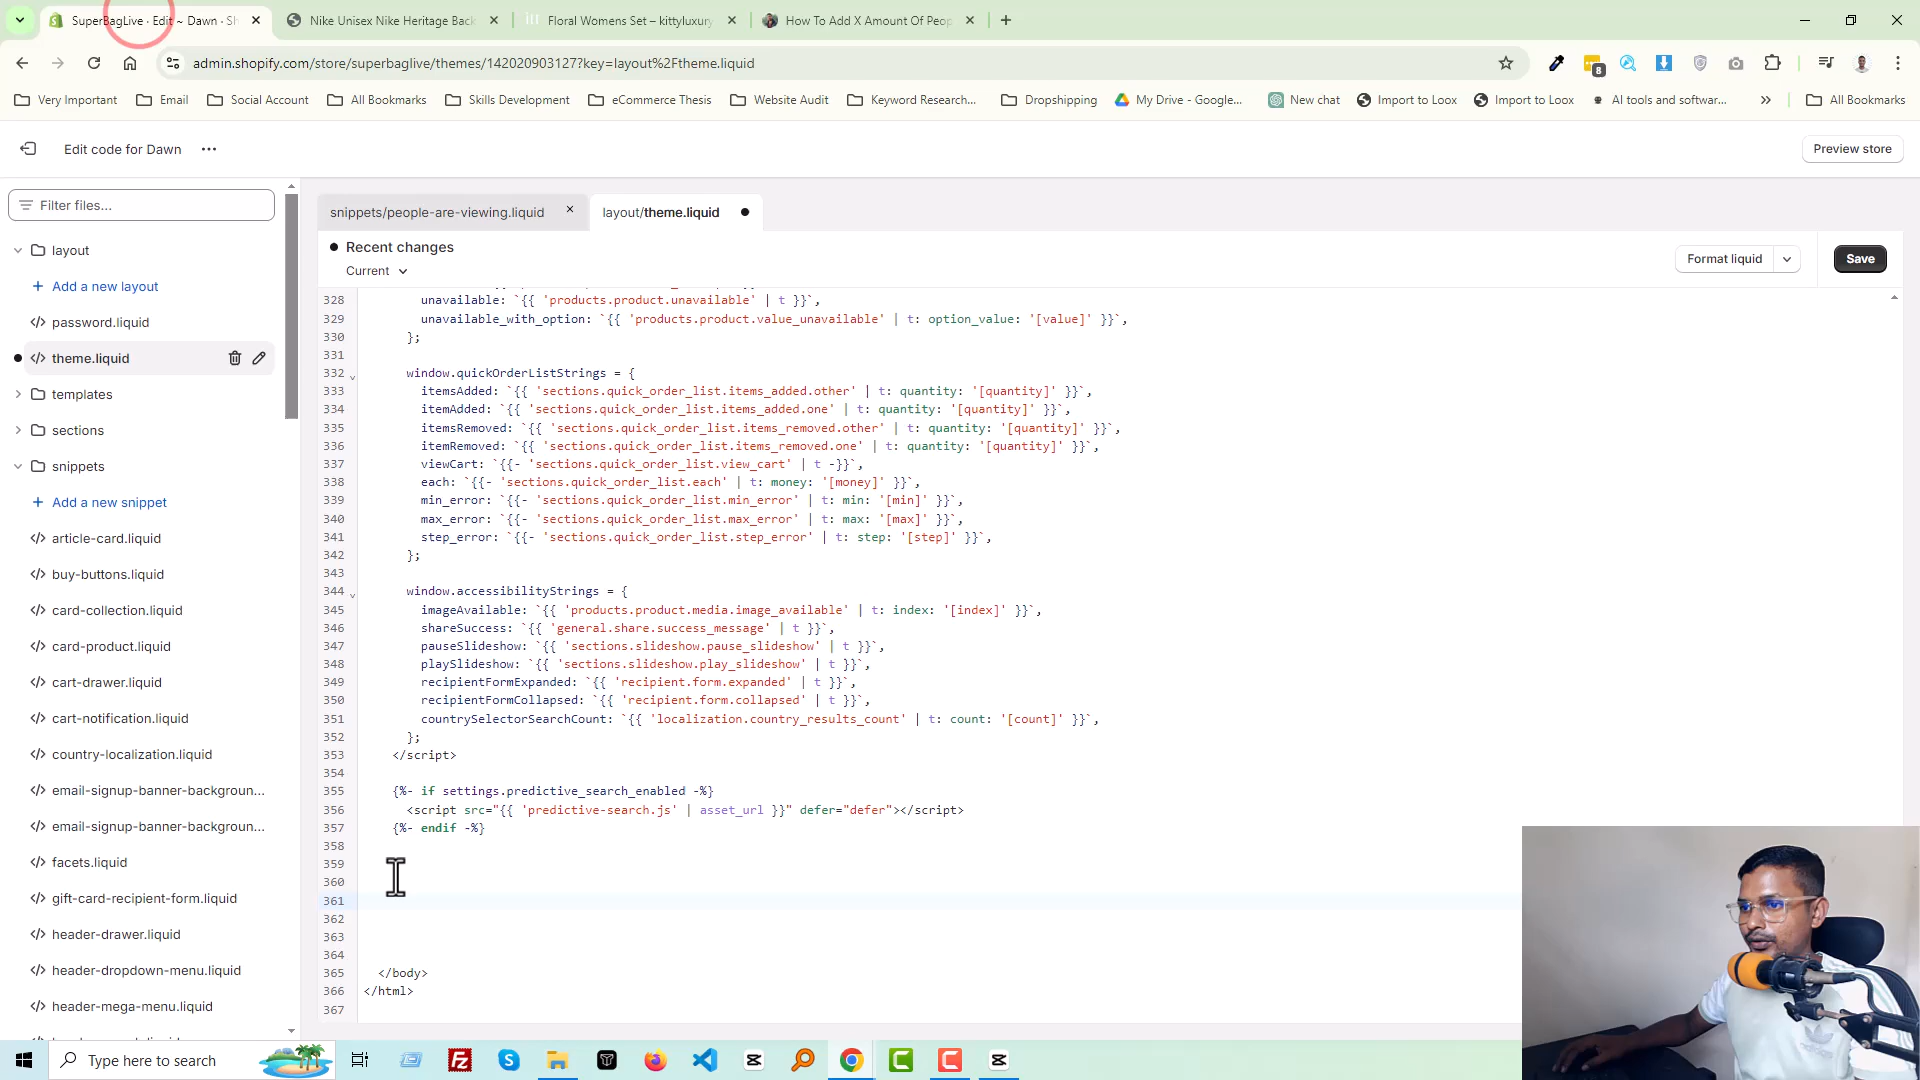 SuperBagLive · Edit ~ Dawn · Sh
Nike Unisex Nike Heritage Back
Floral Womens Set – kittyluxury
How To Add X Amount Of Peop
admin.shopify.com/store/superbaglive/themes/142020903127?key=layout%2Ftheme.liquid
8
Very Important
Email
Social Account
All Bookmarks
Skills Development
eCommerce Thesis
Website Audit
Keyword Research...
Dropshipping
My Drive - Google...
New chat
Import to Loox
Import to Loox
AI tools and softwar...
»
All Bookmarks
Edit code for Dawn
Preview store
Filter files...
layout
Add a new layout
password.liquid
theme.liquid
templates
sections
snippets
Add a new snippet
article-card.liquid
buy-buttons.liquid
card-collection.liquid
card-product.liquid
cart-drawer.liquid
cart-notification.liquid
country-localization.liquid
email-signup-banner-backgroun...
email-signup-banner-backgroun...
facets.liquid
gift-card-recipient-form.liquid
header-drawer.liquid
header-dropdown-menu.liquid
header-mega-menu.liquid
snippets/people-are-viewing.liquid
layout/theme.liquid
Recent changes
Current
Format liquid
Save
328 unavailable: `{{ 'products.product.unavailable' | t }}`,
329 unavailable_with_option: `{{ 'products.product.value_unavailable' | t: option_value: '[value]' }}`,
330 };
331
332 window.quickOrderListStrings = {
333 itemsAdded: `{{ 'sections.quick_order_list.items_added.other' | t: quantity: '[quantity]' }}`,
334 itemAdded: `{{ 'sections.quick_order_list.items_added.one' | t: quantity: '[quantity]' }}`,
335 itemsRemoved: `{{ 'sections.quick_order_list.items_removed.other' | t: quantity: '[quantity]' }}`,
336 itemRemoved: `{{ 'sections.quick_order_list.items_removed.one' | t: quantity: '[quantity]' }}`,
337 viewCart: `{{- 'sections.quick_order_list.view_cart' | t -}}`,
338 each: `{{- 'sections.quick_order_list.each' | t: money: '[money]' }}`,
339 min_error: `{{- 'sections.quick_order_list.min_error' | t: min: '[min]' }}`,
340 max_error: `{{- 'sections.quick_order_list.max_error' | t: max: '[max]' }}`,
341 step_error: `{{- 'sections.quick_order_list.step_error' | t: step: '[step]' }}`,
342 };
343
344 window.accessibilityStrings = {
345 imageAvailable: `{{ 'products.product.media.image_available' | t: index: '[index]' }}`,
346 shareSuccess: `{{ 'general.share.success_message' | t }}`,
347 pauseSlideshow: `{{ 'sections.slideshow.pause_slideshow' | t }}`,
348 playSlideshow: `{{ 'sections.slideshow.play_slideshow' | t }}`,
349 recipientFormExpanded: `{{ 'recipient.form.expanded' | t }}`,
350 recipientFormCollapsed: `{{ 'recipient.form.collapsed' | t }}`,
351 countrySelectorSearchCount: `{{ 'localization.country_results_count' | t: count: '[count]' }}`,
352 };
353 </script>
354
355 {%- if settings.predictive_search_enabled -%}
356 <script src="{{ 'predictive-search.js' | asset_url }}" defer="defer"></script>
357 {%- endif -%}
358
359
360
361
362
363
364
365 </body>
366 </html>
367
Type here to search